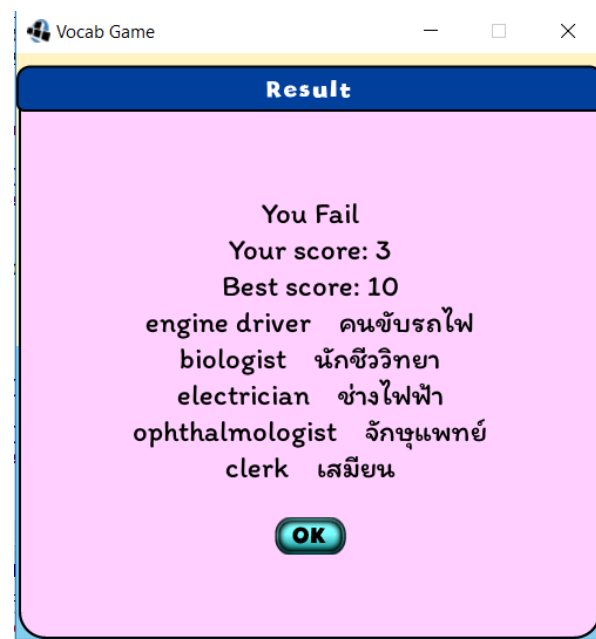 Vocab Game
Result
You Fail
Your score: 3
Best score: 10
engine driver คนขับรถไฟ
biologist นักชีววิทยา
electrician ช่างไฟฟ้า
ophthalmologist จักษุแพทย์
clerk เสมียน
OK